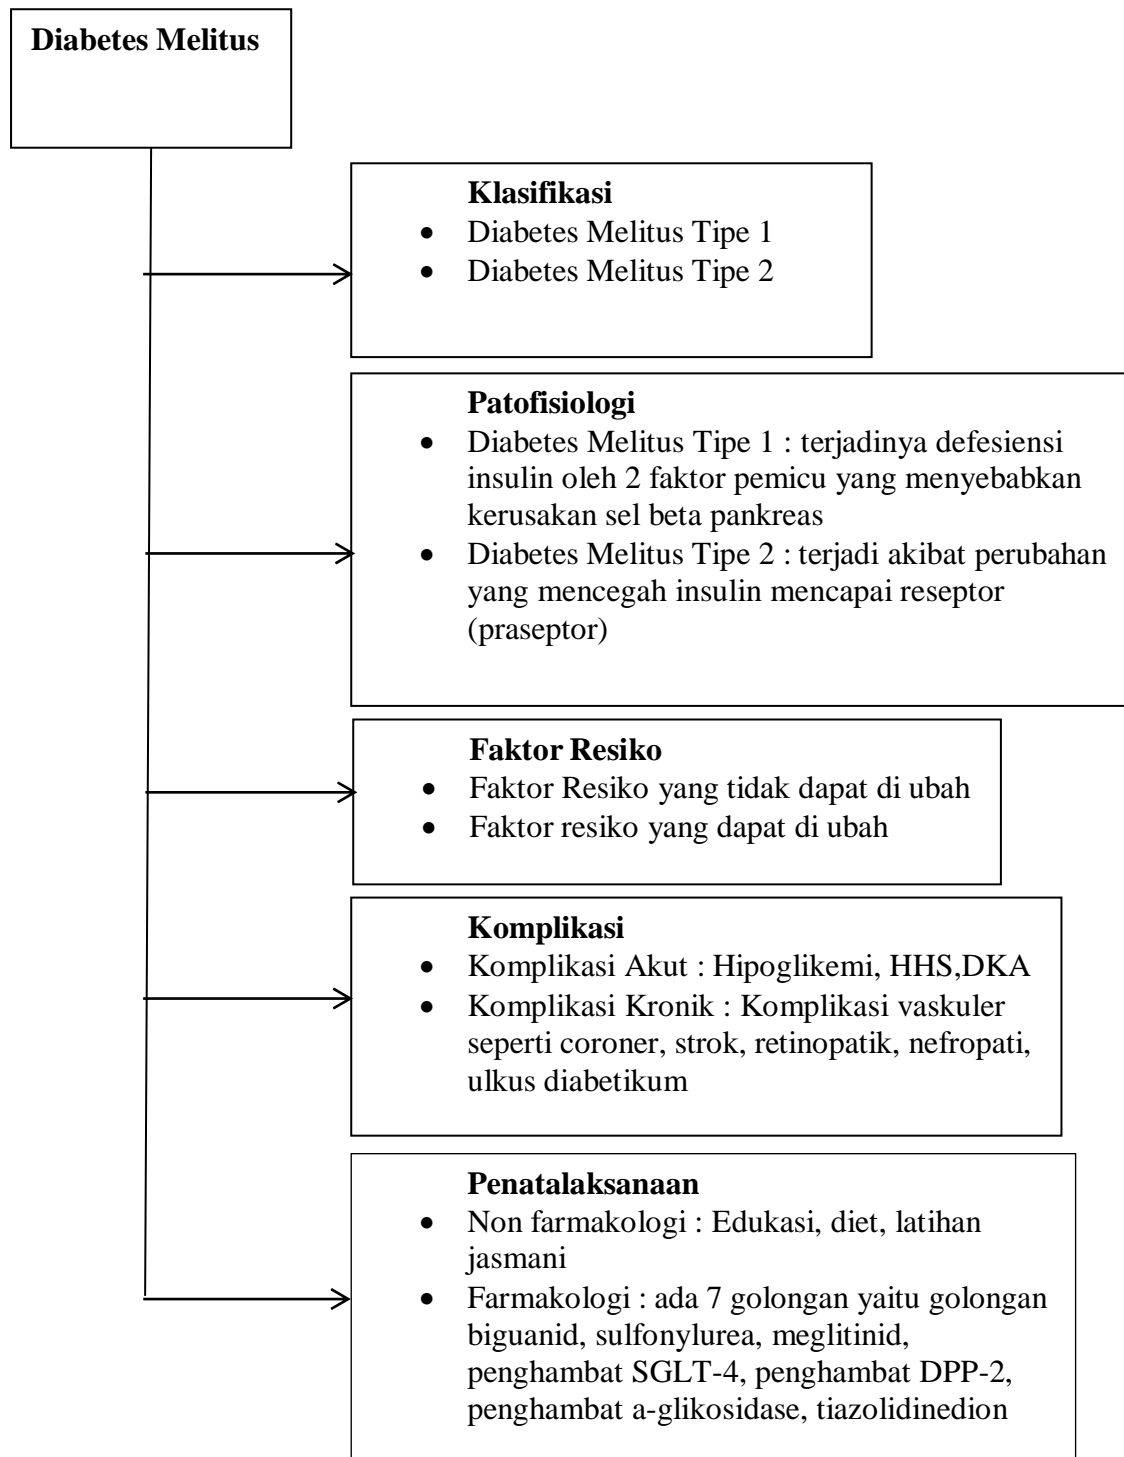 Diabetes Melitus
Klasifikasi
• Diabetes Melitus Tipe 1
• Diabetes Melitus Tipe 2
Patofisiologi
• Diabetes Melitus Tipe 1 : terjadinya defesiensi
insulin oleh 2 faktor pemicu yang menyebabkan
kerusakan sel beta pankreas
• Diabetes Melitus Tipe 2 : terjadi akibat perubahan
yang mencegah insulin mencapai reseptor
(praseptor)
Faktor Resiko
• Faktor Resiko yang tidak dapat di ubah
• Faktor resiko yang dapat di ubah
Komplikasi
• Komplikasi Akut : Hipoglikemi, HHS,DKA
• Komplikasi Kronik : Komplikasi vaskuler
seperti coroner, strok, retinopatik, nefropati,
ulkus diabetikum
Penatalaksanaan
• Non farmakologi : Edukasi, diet, latihan
jasmani
• Farmakologi : ada 7 golongan yaitu golongan
biguanid, sulfonylurea, meglitinid,
penghambat SGLT-4, penghambat DPP-2,
penghambat a-glikosidase, tiazolidinedion